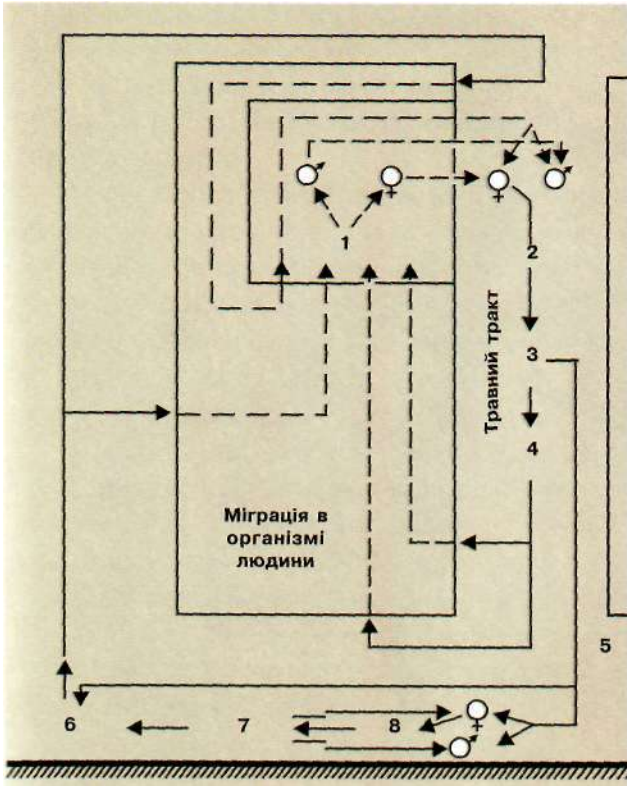 1
2
Травний тракт
3
4
Міграція в
організмі
людини
5
6 7 8